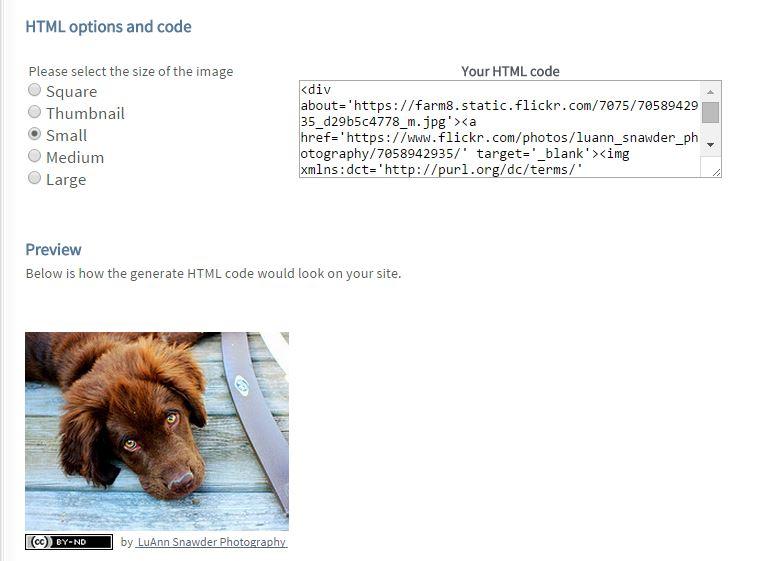 HTML options and code
Please select the size of the image
Square
Thumbnail
Small
Medium
Large
Your HTML code
<div
about='https://farm8.static.flickr.com/7075/70589429
35_d29b5c4778_m.jpg'><a
href='https://www.flickr.com/photos/luann_snawder_ph
otography/7058942935/' target='_blank'><img
xmlns:dct='http://purl.org/dc/terms/'
Preview
Below is how the generate HTML code would look on your site.
cc BY-ND by LuAnn Snawder Photography